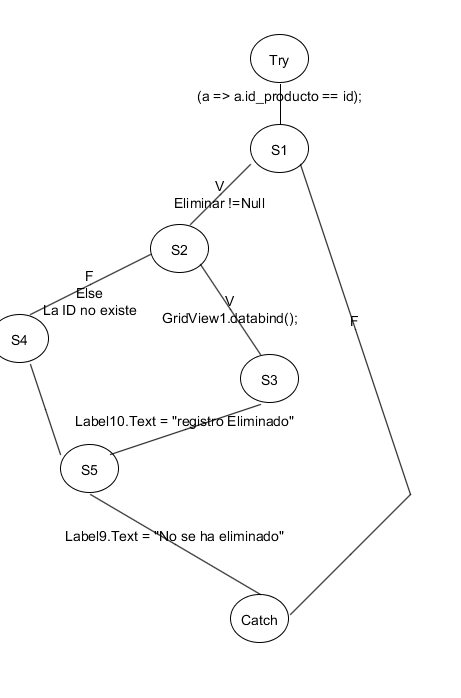 Try
(a => a.id_producto == id);
S1
V
Eliminar !=Null
S2
F
Else
La ID no existe
V
GridView1.databind();
F
S4
S3
Label10.Text = "registro Eliminado"
S5
Label9.Text = "No se ha eliminado"
Catch